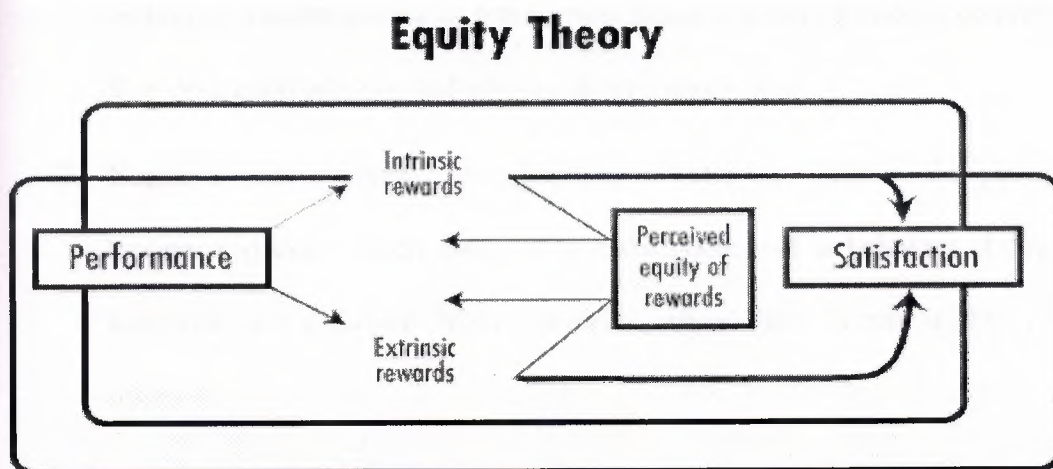 Equity Theory
Intrinsic
rewards
Performance
Perceived
equity of
rewards
Satisfaction
Extrinsic
rewards